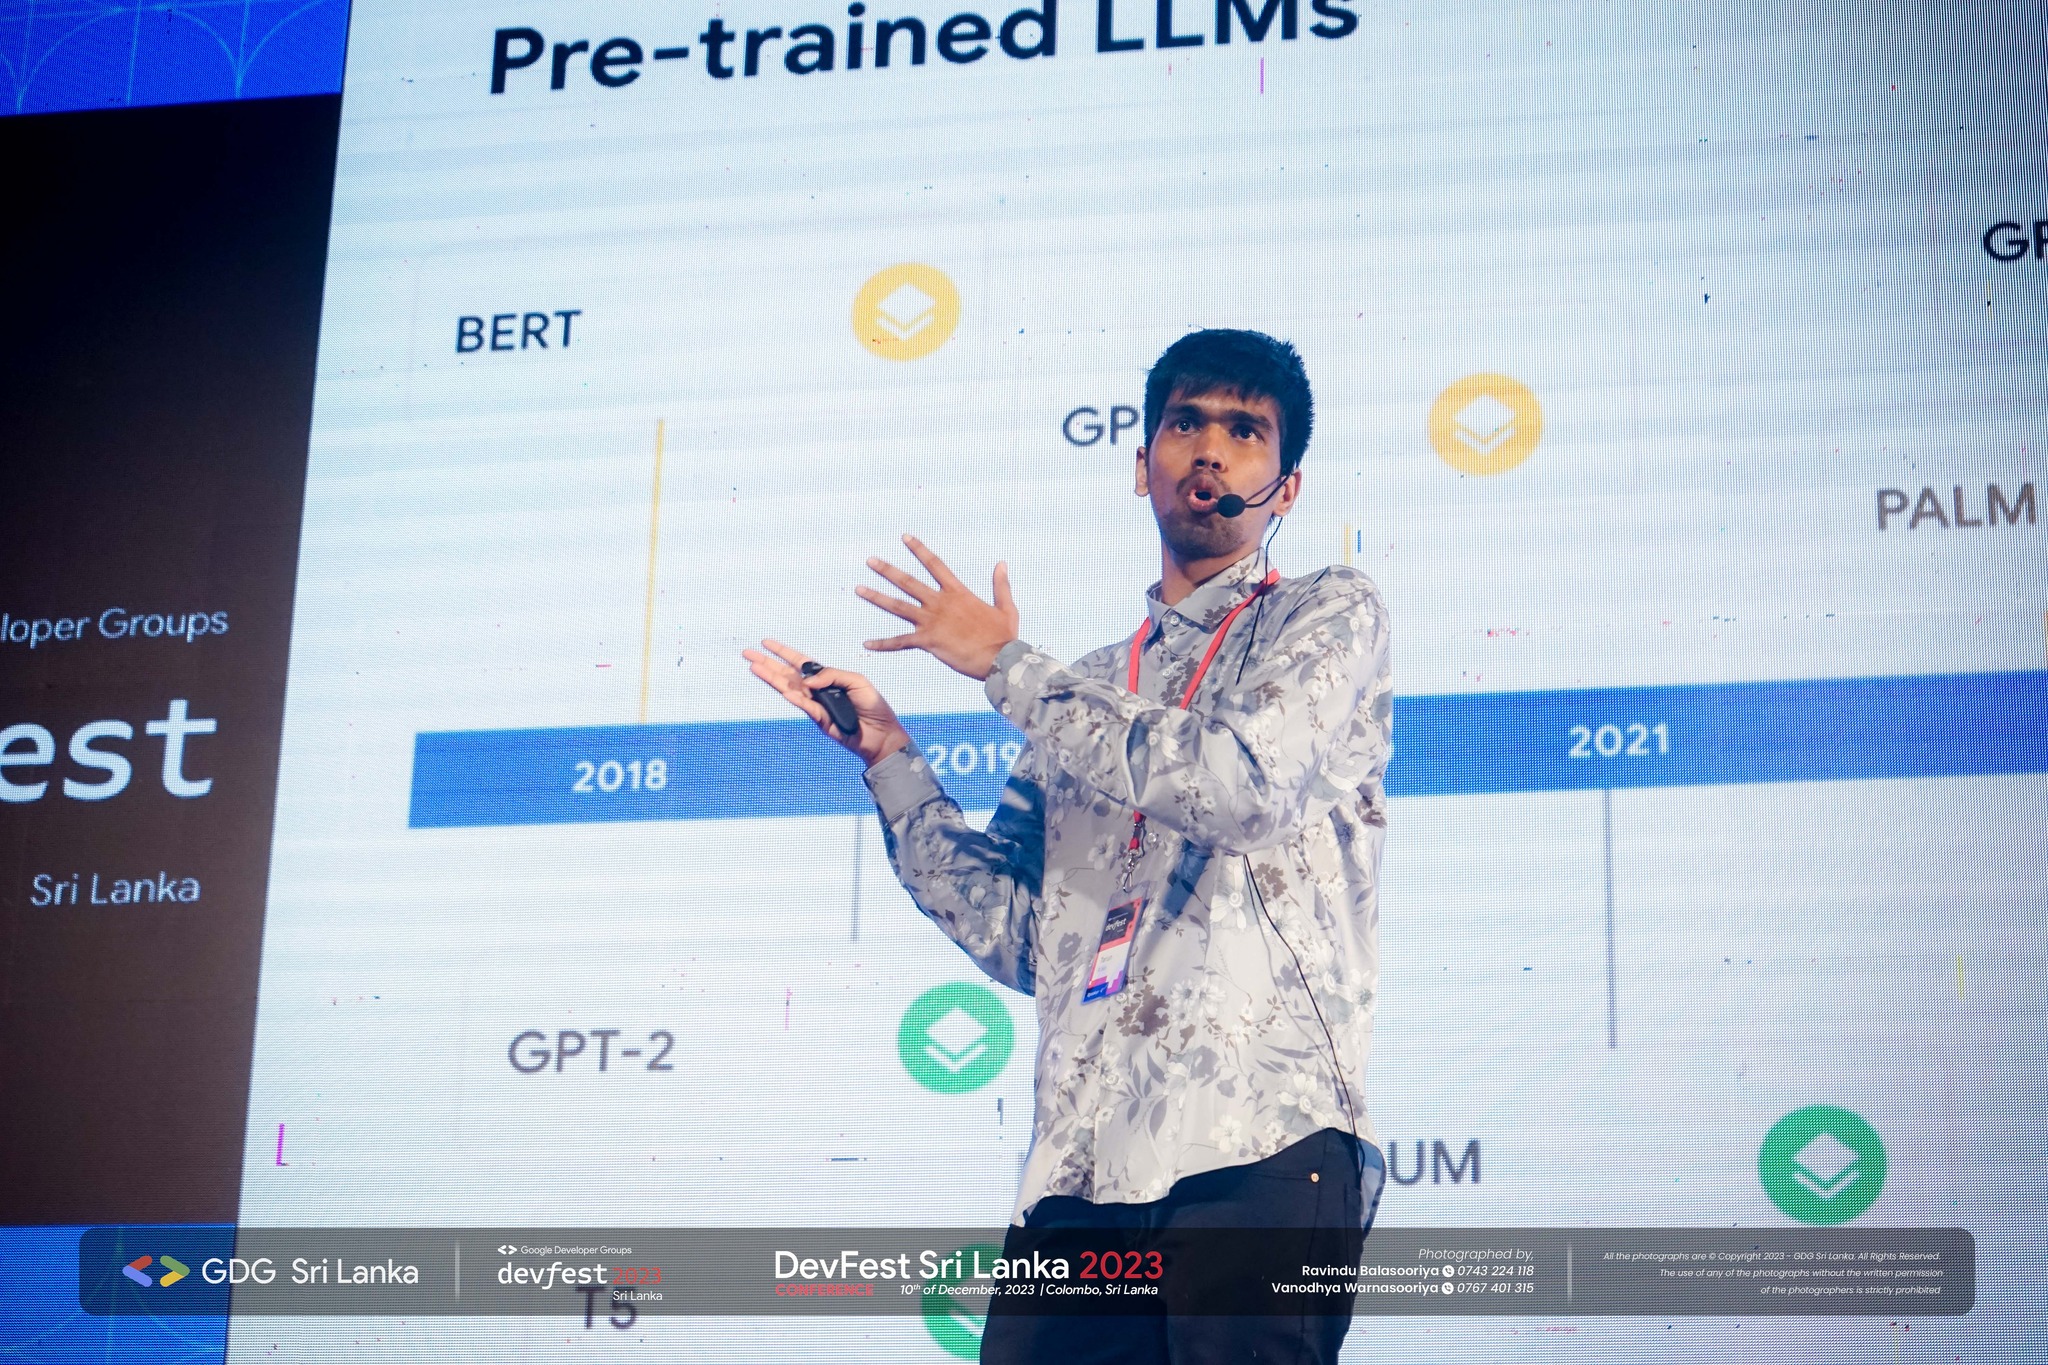 Pre-trained LLMs
BERT
GP
GP
PALM
2018
2019
2021
GPT-2
UM
T5
loper Groups
est
Sri Lanka
devfest
GDG Sri Lanka
Google Developer Groups
devfest 2023
Sri Lanka
DevFest Sri Lanka 2023
CONFERENCE 10th of December, 2023 | Colombo, Sri Lanka
Photographed by,
Ravindu Balasooriya 0743 224 118
Vanodhya Warnasooriya 0767 401 315
All the photographs are © Copyright 2023 - GDG Sri Lanka. All Rights Reserved.
The use of any of the photographs without the written permission
of the photographers is strictly prohibited